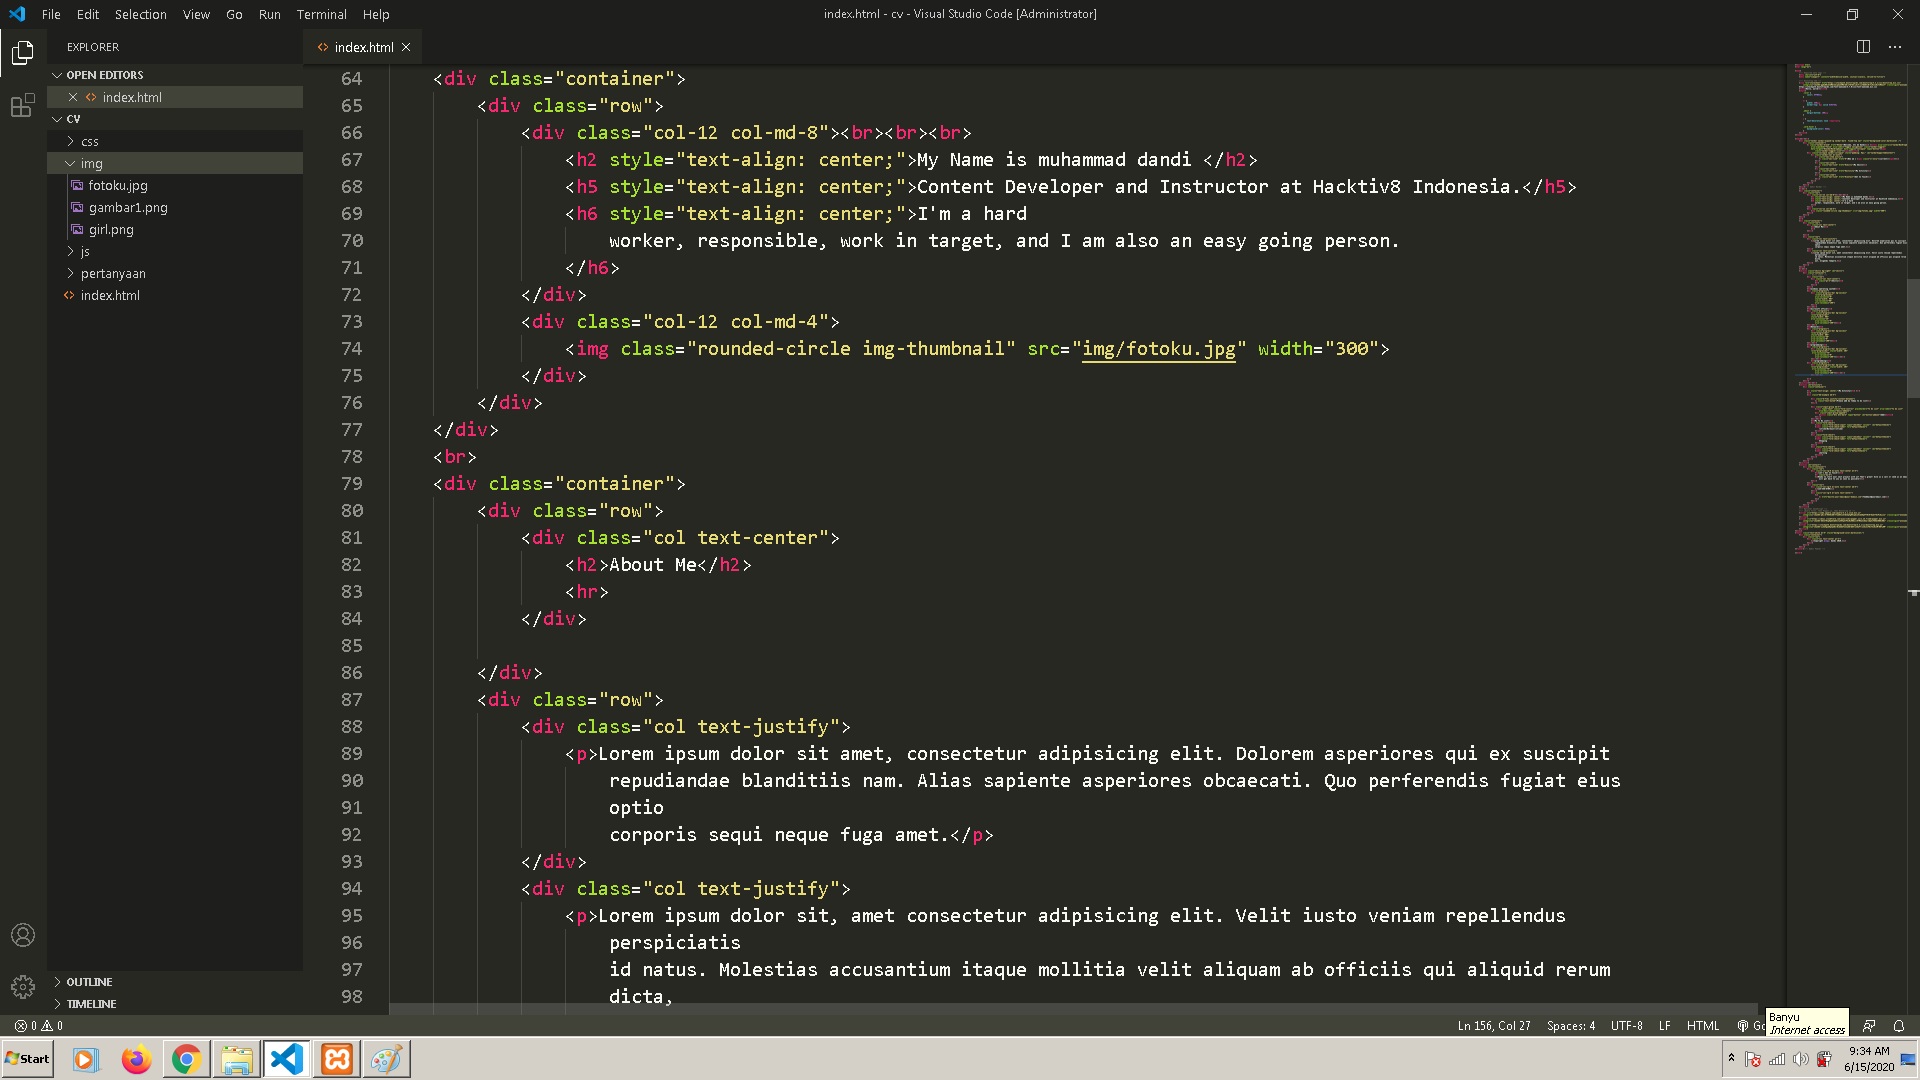 File Edit Selection View Go Run Terminal Help
index.html - cv - Visual Studio Code [Administrator]
EXPLORER
OPEN EDITORS
index.html
CV
css
img
fotoku.jpg
gambar1.png
girl.png
js
pertanyaan
index.html
OUTLINE
TIMELINE
index.html
64 <div class="container">
65 <div class="row">
66 <div class="col-12 col-md-8"><br><br><br>
67 <h2 style="text-align: center;">My Name is muhammad dandi </h2>
68 <h5 style="text-align: center;">Content Developer and Instructor at Hacktiv8 Indonesia.</h5>
69 <h6 style="text-align: center;">I'm a hard
70 worker, responsible, work in target, and I am also an easy going person.
71 </h6>
72 </div>
73 <div class="col-12 col-md-4">
74 <img class="rounded-circle img-thumbnail" src="img/fotoku.jpg" width="300">
75 </div>
76 </div>
77 </div>
78 <br>
79 <div class="container">
80 <div class="row">
81 <div class="col text-center">
82 <h2>About Me</h2>
83 <hr>
84 </div>
85
86 </div>
87 <div class="row">
88 <div class="col text-justify">
89 <p>Lorem ipsum dolor sit amet, consectetur adipisicing elit. Dolorem asperiores qui ex suscipit
90 repudiandae blanditiis nam. Alias sapiente asperiores obcaecati. Quo perferendis fugiat eius
91 optio
92 corporis sequi neque fuga amet.</p>
93 </div>
94 <div class="col text-justify">
95 <p>Lorem ipsum dolor sit, amet consectetur adipisicing elit. Velit iusto veniam repellendus
96 perspiciatis
97 id natus. Molestias accusantium itaque mollitia velit aliquam ab officiis qui aliquid rerum
98 dicta,
0 0
Ln 156, Col 27 Spaces: 4 UTF-8 LF HTML
Banyu
Internet access
Start
9:34 AM
6/15/2020